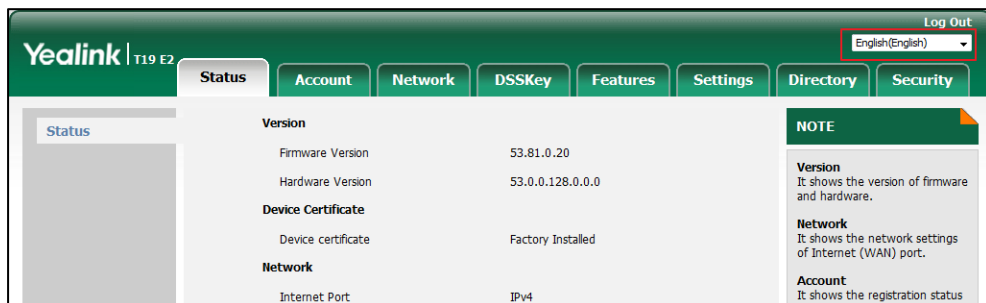 Log Out
English(English)
Yealink T19 E2
Status Account Network DSSKey Features Settings Directory Security
Status
Version
Firmware Version 53.81.0.20
Hardware Version 53.0.0.128.0.0.0
Device Certificate
Device certificate Factory Installed
Network
Internet Port IPv4
NOTE
Version
It shows the version of firmware
and hardware.
Network
It shows the network settings
of Internet (WAN) port.
Account
It shows the registration status